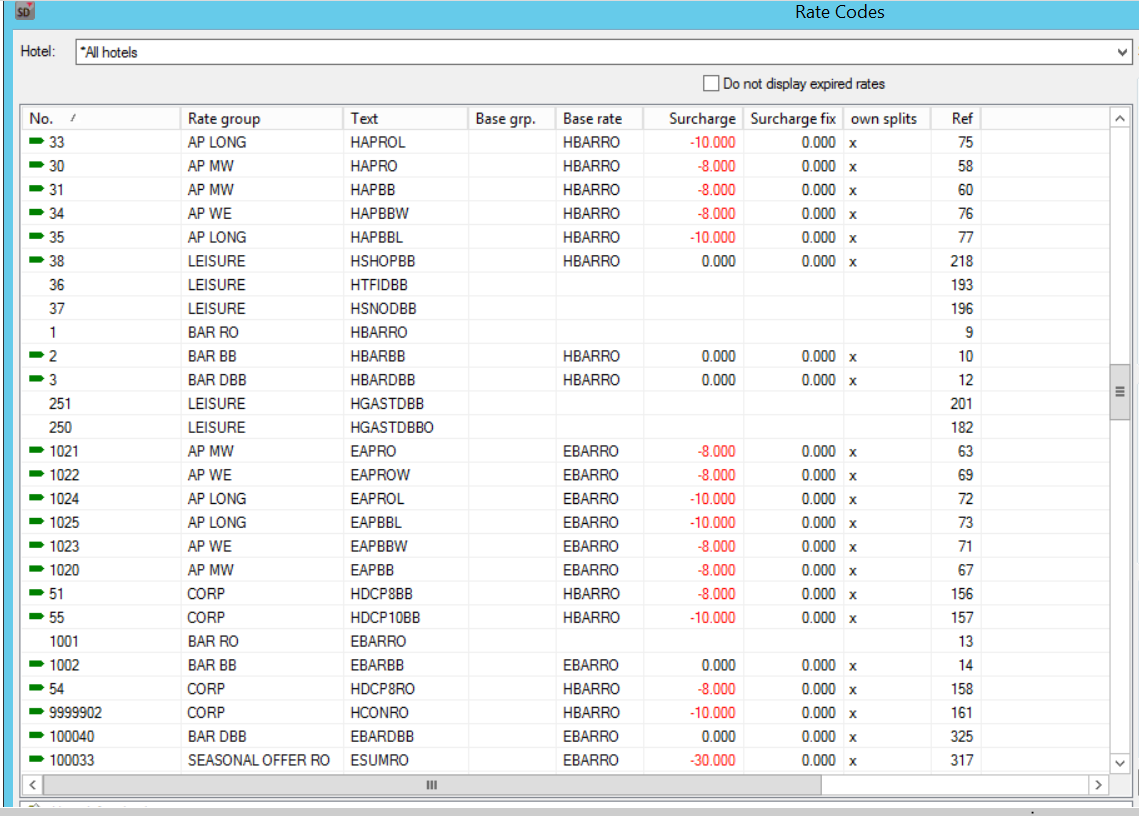 SD
Rate Codes
Hotel: *All hotels
Do not display expired rates
No. / Rate group Text Base grp. Base rate Surcharge Surcharge fix own splits Ref
33 AP LONG HAPROL HBARRO -10.000 0.000 x 75
30 AP MW HAPRO HBARRO -8.000 0.000 x 58
31 AP MW HAPBB HBARRO -8.000 0.000 x 60
34 AP WE HAPBBW HBARRO -8.000 0.000 x 76
35 AP LONG HAPBBL HBARRO -10.000 0.000 x 77
38 LEISURE HSHOPBB HBARRO 0.000 0.000 x 218
36 LEISURE HTFIDBB 193
37 LEISURE HSNODBB 196
1 BAR RO HBARRO 9
2 BAR BB HBARBB HBARRO 0.000 0.000 x 10
3 BAR DBB HBARDBB HBARRO 0.000 0.000 x 12
251 LEISURE HGASTDBB 201
250 LEISURE HGASTDBBO 182
1021 AP MW EAPRO EBARRO -8.000 0.000 x 63
1022 AP WE EAPROW EBARRO -8.000 0.000 x 69
1024 AP LONG EAPROL EBARRO -10.000 0.000 x 72
1025 AP LONG EAPBBL EBARRO -10.000 0.000 x 73
1023 AP WE EAPBBW EBARRO -8.000 0.000 x 71
1020 AP MW EAPBB EBARRO -8.000 0.000 x 67
51 CORP HDCP8BB HBARRO -8.000 0.000 x 156
55 CORP HDCP10BB HBARRO -10.000 0.000 x 157
1001 BAR RO EBARRO 13
1002 BAR BB EBARBB EBARRO 0.000 0.000 x 14
54 CORP HDCP8RO HBARRO -8.000 0.000 x 158
9999902 CORP HCONRO HBARRO -10.000 0.000 x 161
100040 BAR DBB EBARDBB EBARRO 0.000 0.000 x 325
100033 SEASONAL OFFER RO ESUMRO EBARRO -30.000 0.000 x 317